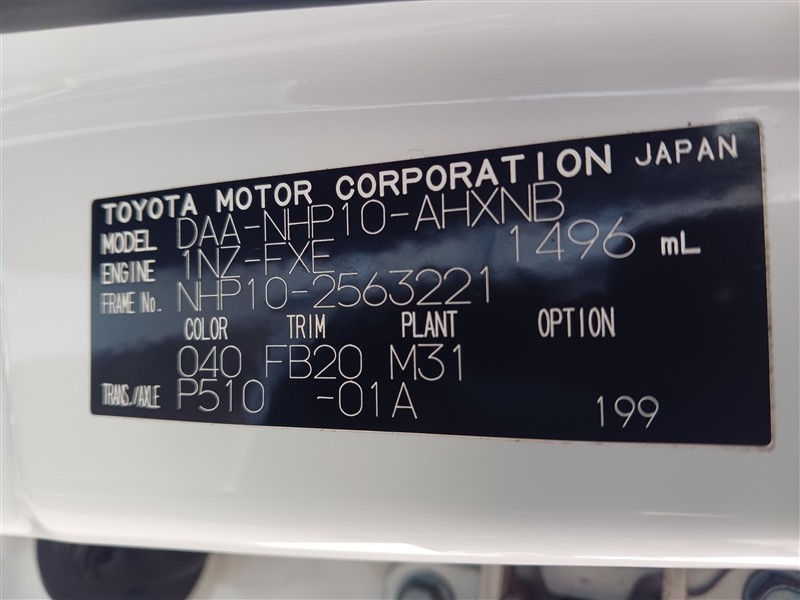 TOYOTA MOTOR CORPORATION JAPAN
MODEL DAA-NHP10-AHXNB
ENGINE 1NZ-FXE 1496 mL
FRAME No. NHP10-2563221
COLOR TRIM PLANT OPTION
040 FB20 M31
TRANS./AXLE P510 -01A 199